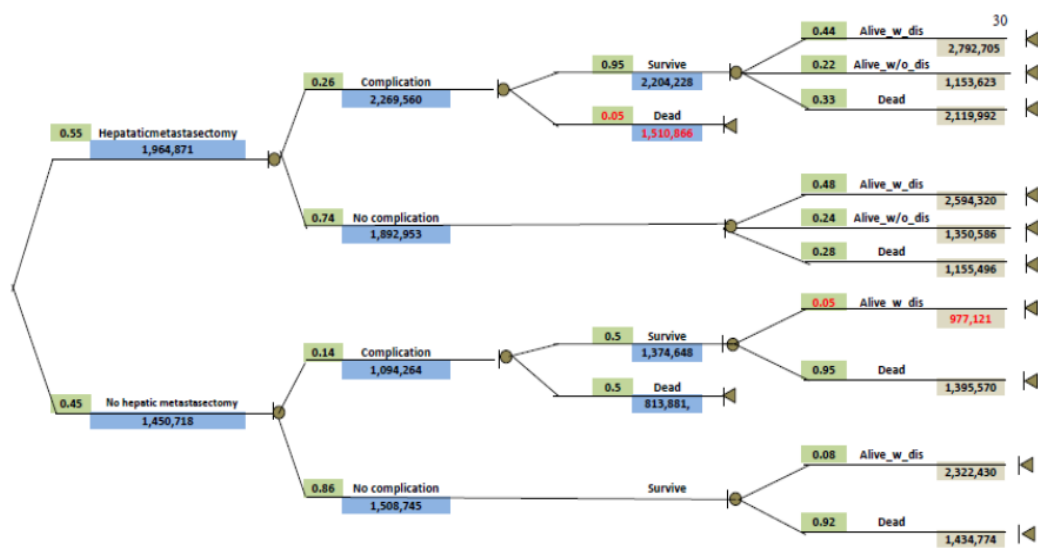 30
0.44 Alive_w_dis
2,792,705
0.95 Survive
0.22 Alive_w/o_dis
0.26 Complication
2,204,228
1,153,623
2,269,560
0.33 Dead
0.05 Dead
2,119,992
1,510,866
0.55 Hepataticmetastasectomy
1,964,871
0.48 Alive_w_dis
2,594,320
0.74 No complication
0.24 Alive_w/o_dis
1,892,953
1,350,586
0.28 Dead
1,155,496
0.05 Alive_w_dis
977,121
0.5 Survive
0.14 Complication
1,374,648
1,094,264
0.95 Dead
0.5 Dead
1,395,570
0.45 No hepatic metastasectomy
813,881,
1,450,718
0.08 Alive_w_dis
2,322,430
0.86 No complication Survive
1,508,745
0.92 Dead
1,434,774